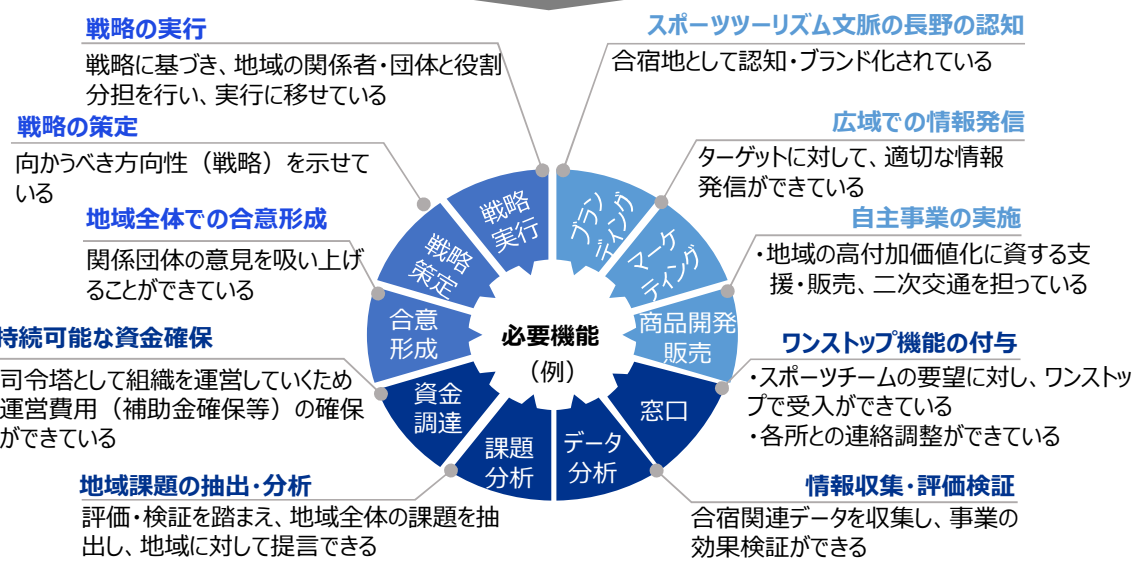 戦略の実行
戦略に基づき、地域の関係者・団体と役割
分担を行い、実行に移せている
戦略の策定
向かうべき方向性（戦略）を示せて
いる
地域全体での合意形成
関係団体の意見を吸い上げ
ることができている
持続可能な資金確保
司令塔として組織を運営していくため
運営費用（補助金確保等）の確保
ができている
地域課題の抽出・分析
評価・検証を踏まえ、地域全体の課題を抽
出し、地域に対して提言できる
スポーツツーリズム文脈の長野の認知
合宿地として認知・ブランド化されている
広域での情報発信
ターゲットに対して、適切な情報
発信ができている
自主事業の実施
・地域の高付加価値化に資する支
援・販売、二次交通を担っている
ワンストップ機能の付与
・スポーツチームの要望に対し、ワンストッ
プで受入ができている
・各所との連絡調整ができている
情報収集・評価検証
合宿関連データを収集し、事業の
効果検証ができる
戦略
実行
戦略
策定
合意
形成
資金
調達
課題
分析
データ
分析
窓口
商品開発
販売
マーケ
ティング
ブラン
ディング
必要機能
（例）